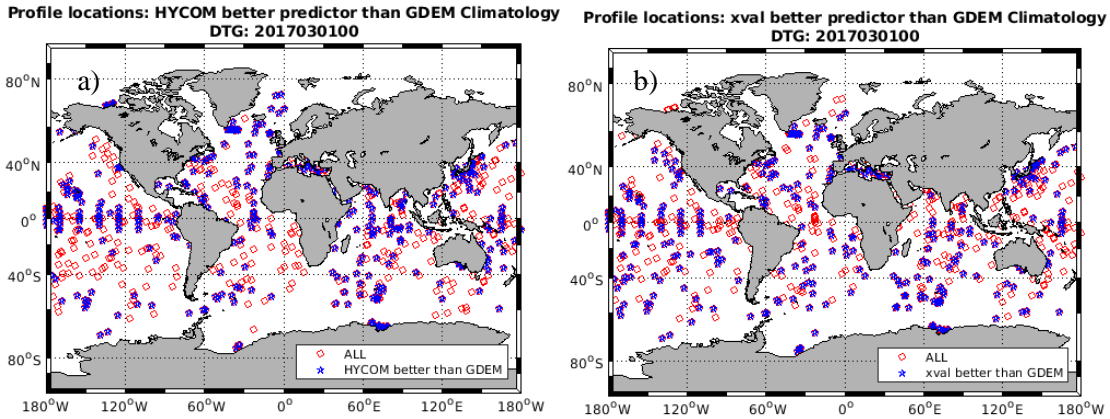 Profile locations: HYCOM better predictor than GDEM Climatology
DTG: 2017030100
a)
80°N
40°N
0°
40°S
80°S
ALL
HYCOM better than GDEM
180°W 120°W 60°W 0° 60°E 120°E 180°W
Profile locations: xval better predictor than GDEM Climatology
DTG: 2017030100
b)
80°N
40°N
0°
40°S
80°S
ALL
xval better than GDEM
180°W 120°W 60°W 0° 60°E 120°E 180°W